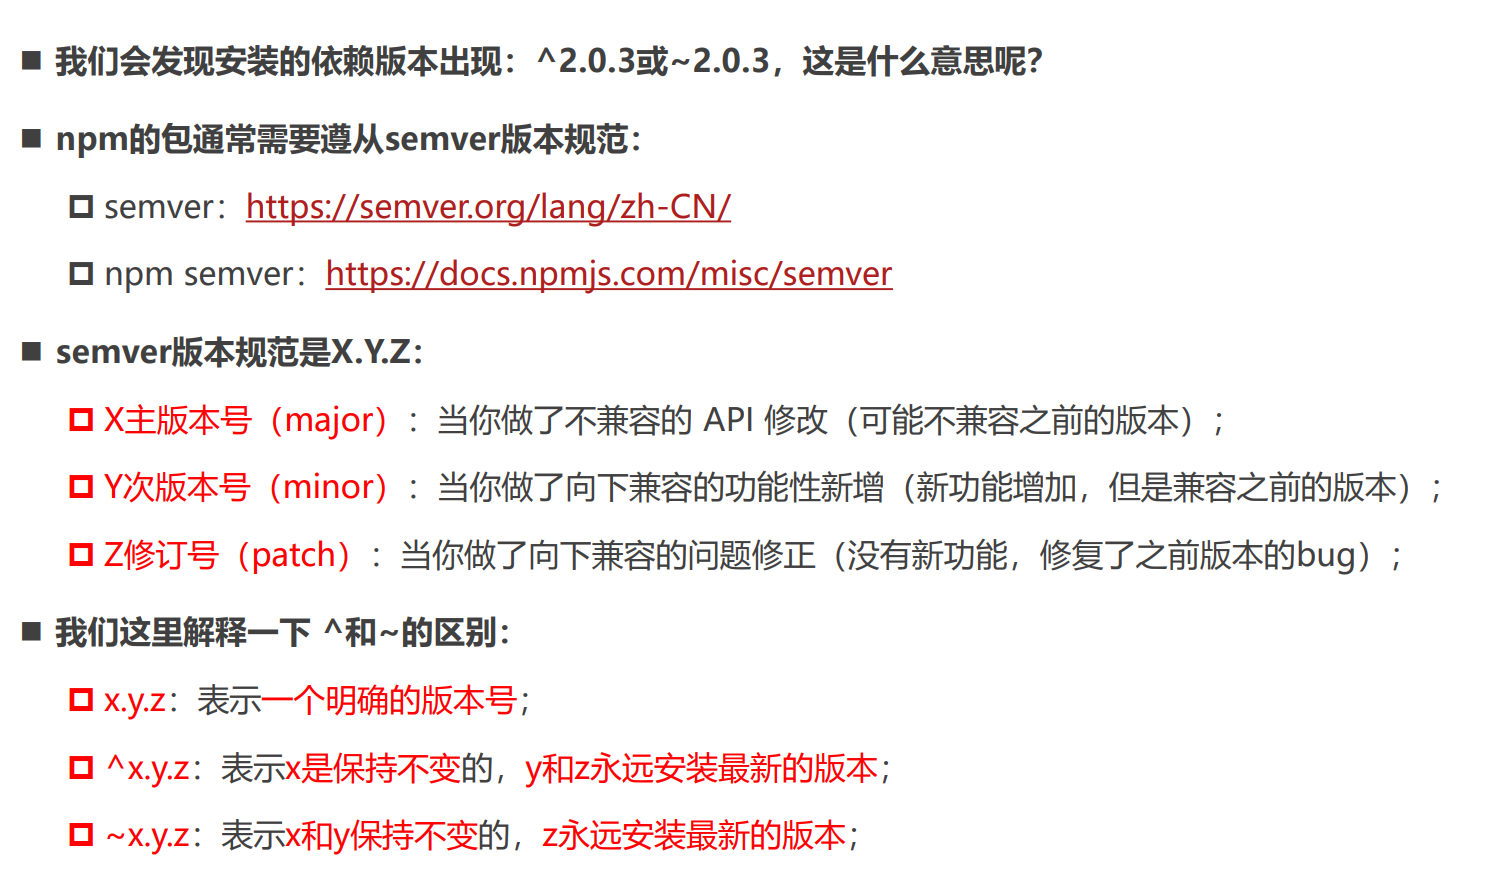 我们会发现安装的依赖版本出现：^2.0.3或~2.0.3，这是什么意思呢？
npm的包通常需要遵从semver版本规范：
semver：https://semver.org/lang/zh-CN/
npm semver：https://docs.npmjs.com/misc/semver
semver版本规范是X.Y.Z：
X主版本号（major）：当你做了不兼容的 API 修改（可能不兼容之前的版本）；
Y次版本号（minor）：当你做了向下兼容的功能性新增（新功能增加，但是兼容之前的版本）；
Z修订号（patch）：当你做了向下兼容的问题修正（没有新功能，修复了之前版本的bug）；
我们这里解释一下 ^和~的区别：
x.y.z：表示一个明确的版本号；
^x.y.z：表示x是保持不变的，y和z永远安装最新的版本；
~x.y.z：表示x和y保持不变的，z永远安装最新的版本；